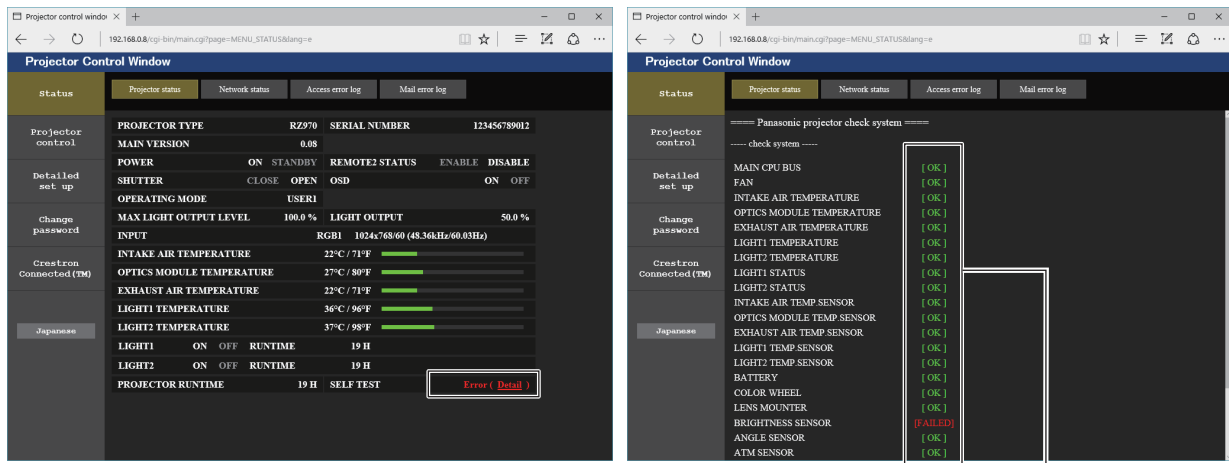 Projector control window
192.168.0.8/cgi-bin/main.cgi?page=MENU_STATUS&lang=e
Projector Control Window
Status
Projector status Network status Access error log Mail error log
Projector control
Detailed set up
Change password
Crestron Connected(TM)
Japanese
PROJECTOR TYPE RZ970 SERIAL NUMBER 123456789012
MAIN VERSION 0.08
POWER ON STANDBY REMOTE2 STATUS ENABLE DISABLE
SHUTTER CLOSE OPEN OSD ON OFF
OPERATING MODE USER1
MAX LIGHT OUTPUT LEVEL 100.0 % LIGHT OUTPUT 50.0 %
INPUT RGB1 1024x768/60 (48.36kHz/60.03Hz)
INTAKE AIR TEMPERATURE 22°C / 71°F
OPTICS MODULE TEMPERATURE 27°C / 80°F
EXHAUST AIR TEMPERATURE 22°C / 71°F
LIGHT1 TEMPERATURE 36°C / 96°F
LIGHT2 TEMPERATURE 37°C / 98°F
LIGHT1 ON OFF RUNTIME 19 H
LIGHT2 ON OFF RUNTIME 19 H
PROJECTOR RUNTIME 19 H SELF TEST Error ( Detail )
Projector control window
192.168.0.8/cgi-bin/main.cgi?page=MENU_STATUS&lang=e
Projector Control Window
Status
Projector status Network status Access error log Mail error log
Projector control
Detailed set up
Change password
Crestron Connected(TM)
Japanese
==== Panasonic projector check system ====
----- check system -----
MAIN CPU BUS [ OK ]
FAN [ OK ]
INTAKE AIR TEMPERATURE [ OK ]
OPTICS MODULE TEMPERATURE [ OK ]
EXHAUST AIR TEMPERATURE [ OK ]
LIGHT1 TEMPERATURE [ OK ]
LIGHT2 TEMPERATURE [ OK ]
LIGHT1 STATUS [ OK ]
LIGHT2 STATUS [ OK ]
INTAKE AIR TEMP.SENSOR [ OK ]
OPTICS MODULE TEMP.SENSOR [ OK ]
EXHAUST AIR TEMP.SENSOR [ OK ]
LIGHT1 TEMP.SENSOR [ OK ]
LIGHT2 TEMP.SENSOR [ OK ]
BATTERY [ OK ]
COLOR WHEEL [ OK ]
LENS MOUNTER [ OK ]
BRIGHTNESS SENSOR [FAILED]
ANGLE SENSOR [ OK ]
ATM SENSOR [ OK ]